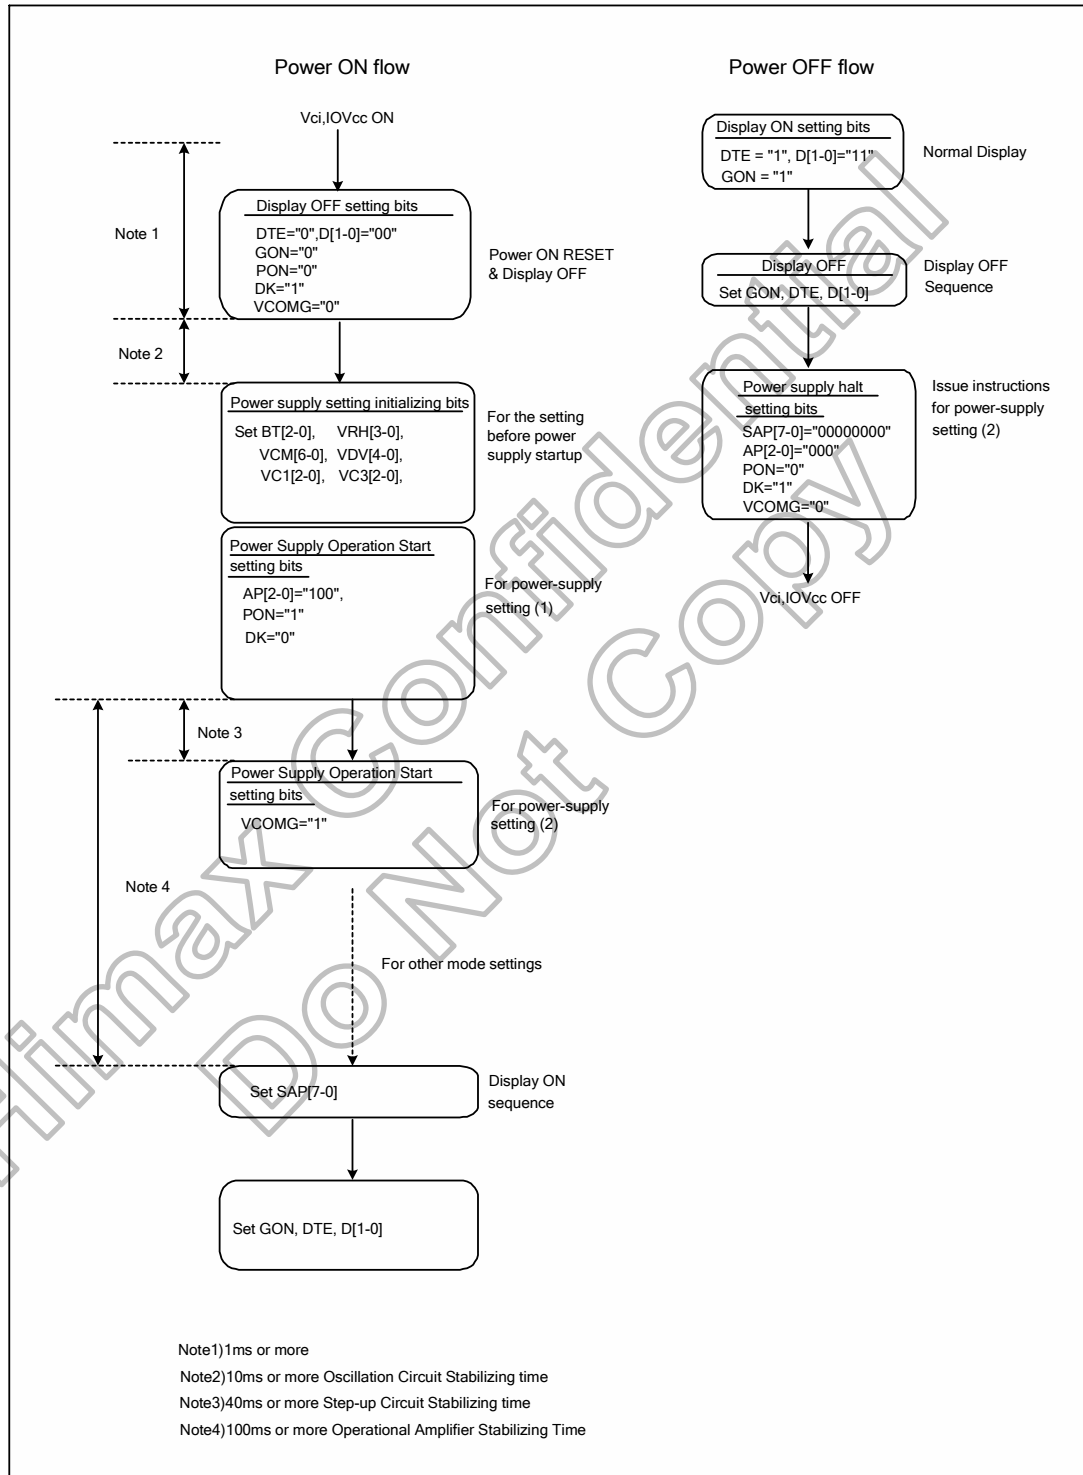 Power ON flow
Vci,IOVcc ON
Note 1
Display OFF setting bits
DTE="0",D[1-0]="00"
GON="0"
PON="0"
DK="1"
VCOMG="0"
Power ON RESET
& Display OFF
Note 2
Power supply setting initializing bits
Set BT[2-0], VRH[3-0],
VCM[6-0], VDV[4-0],
VC1[2-0], VC3[2-0],
For the setting
before power
supply startup
Power Supply Operation Start
setting bits
AP[2-0]="100",
PON="1"
DK="0"
For power-supply
setting (1)
Note 3
Power Supply Operation Start
setting bits
VCOMG="1"
For power-supply
setting (2)
Note 4
For other mode settings
Set SAP[7-0]
Display ON
sequence
Set GON, DTE, D[1-0]
Power OFF flow
Display ON setting bits
DTE = "1", D[1-0]="11"
GON = "1"
Normal Display
Display OFF
Set GON, DTE, D[1-0]
Display OFF
Sequence
Power supply halt
setting bits
SAP[7-0]="00000000"
AP[2-0]="000"
PON="0"
DK="1"
VCOMG="0"
Issue instructions
for power-supply
setting (2)
Vci,IOVcc OFF
Note1)1ms or more
Note2)10ms or more Oscillation Circuit Stabilizing time
Note3)40ms or more Step-up Circuit Stabilizing time
Note4)100ms or more Operational Amplifier Stabilizing Time
Himax Confidential
Do Not Copy